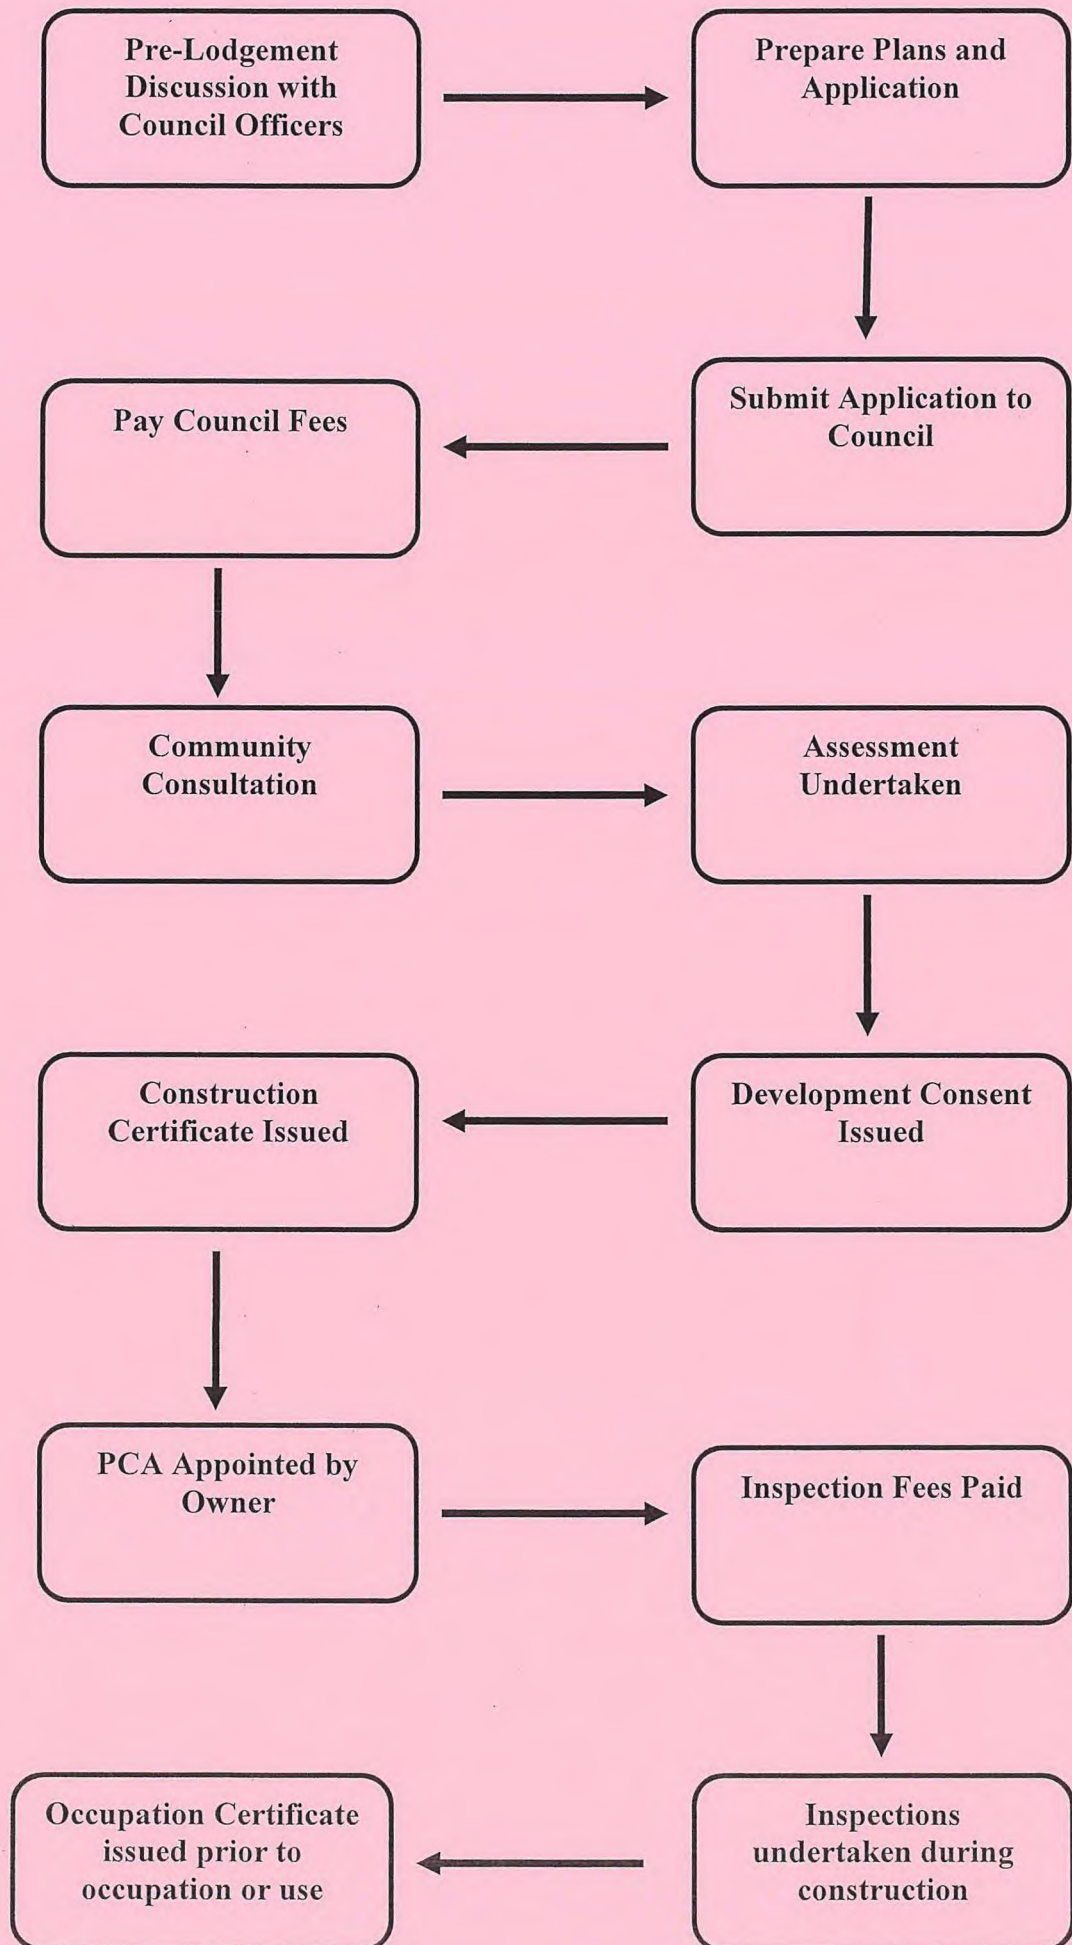 Pre-Lodgement
Discussion with
Council Officers
Prepare Plans and
Application
Submit Application to
Council
Pay Council Fees
Community
Consultation
Assessment
Undertaken
Development Consent
Issued
Construction
Certificate Issued
PCA Appointed by
Owner
Inspection Fees Paid
Inspections
undertaken during
construction
Occupation Certificate
issued prior to
occupation or use